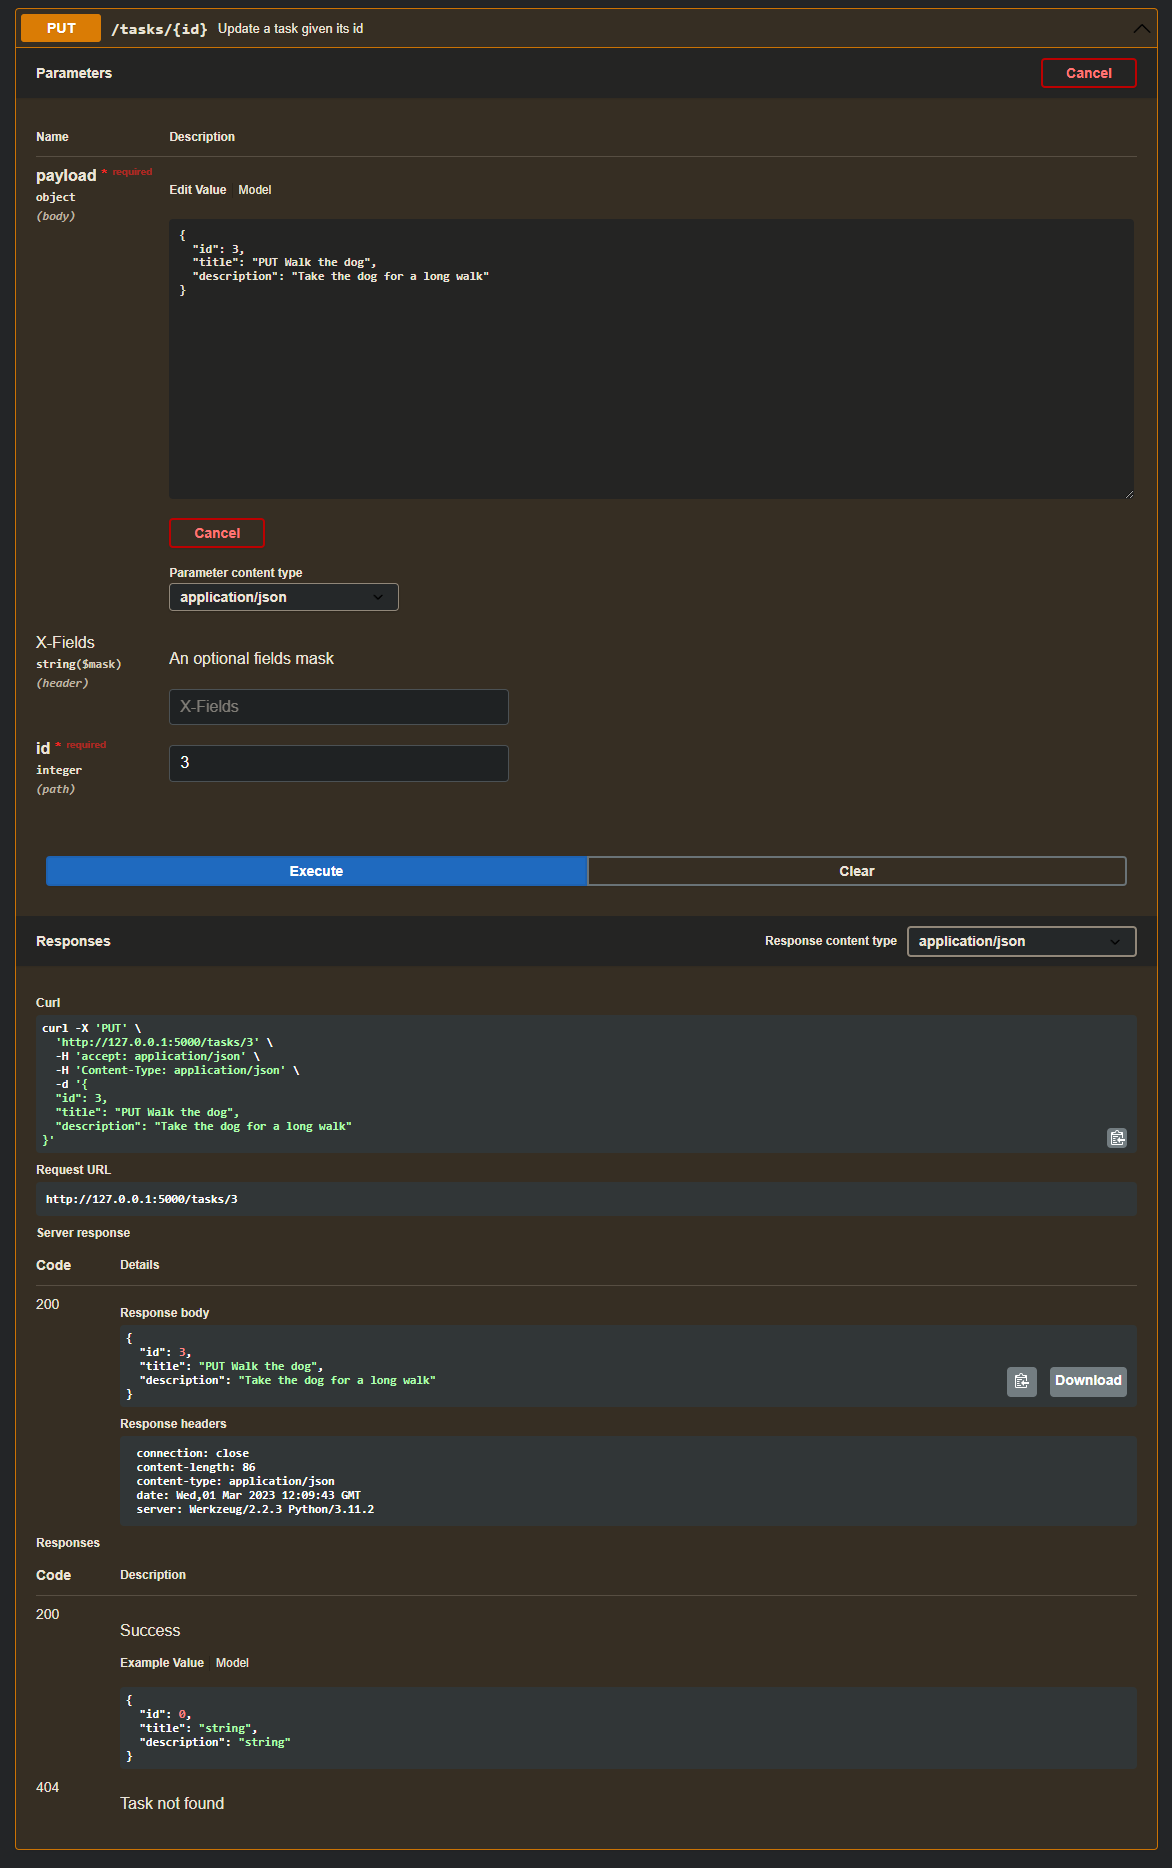 PUT /tasks/{id} Update a task given its id
Parameters
Cancel
Name Description
payload * required
object
(body)
Edit Value Model
{
  "id": 3,
  "title": "PUT Walk the dog",
  "description": "Take the dog for a long walk"
}
Cancel
Parameter content type
application/json
X-Fields
string($mask)
(header)
An optional fields mask
X-Fields
id * required
integer
(path)
3
Execute Clear
Responses Response content type application/json
Curl
curl -X 'PUT' \
  'http://127.0.0.1:5000/tasks/3' \
  -H 'accept: application/json' \
  -H 'Content-Type: application/json' \
  -d '{
  "id": 3,
  "title": "PUT Walk the dog",
  "description": "Take the dog for a long walk"
}'
Request URL
http://127.0.0.1:5000/tasks/3
Server response
Code Details
200
Response body
{
  "id": 3,
  "title": "PUT Walk the dog",
  "description": "Take the dog for a long walk"
}
Download
Response headers
connection: close
content-length: 86
content-type: application/json
date: Wed,01 Mar 2023 12:09:43 GMT
server: Werkzeug/2.2.3 Python/3.11.2
Responses
Code Description
200
Success
Example Value Model
{
  "id": 0,
  "title": "string",
  "description": "string"
}
404
Task not found